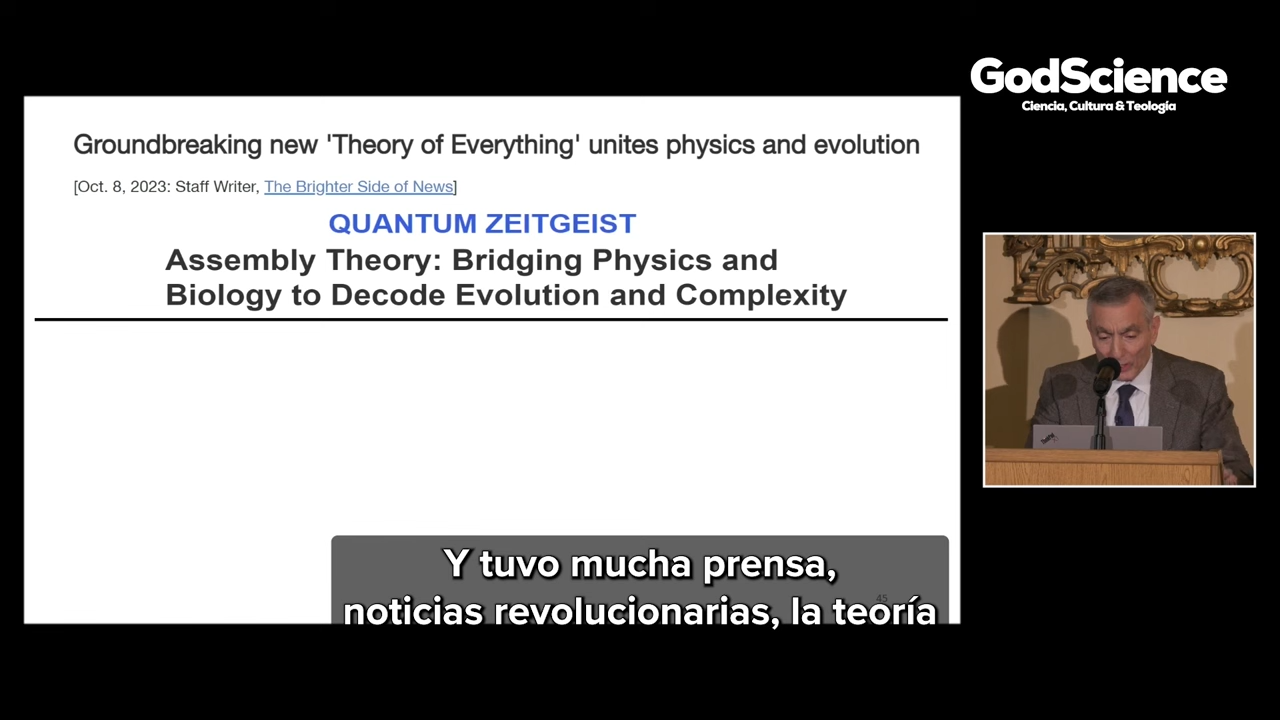 GodScience
Ciencia, Cultura & Teología
Groundbreaking new 'Theory of Everything' unites physics and evolution
[Oct. 8, 2023: Staff Writer, The Brighter Side of News]
QUANTUM ZEITGEIST
Assembly Theory: Bridging Physics and
Biology to Decode Evolution and Complexity
45
Y tuvo mucha prensa,
noticias revolucionarias, la teoría